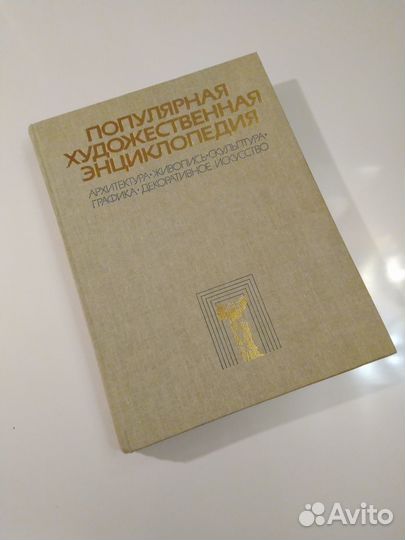 ПОПУЛЯРНАЯ
ХУДОЖЕСТВЕННАЯ
ЭНЦИКЛОПЕДИЯ
АРХИТЕКТУРА • ЖИВОПИСЬ • СКУЛЬПТУРА •
ГРАФИКА • ДЕКОРАТИВНОЕ ИСКУССТВО
Avito